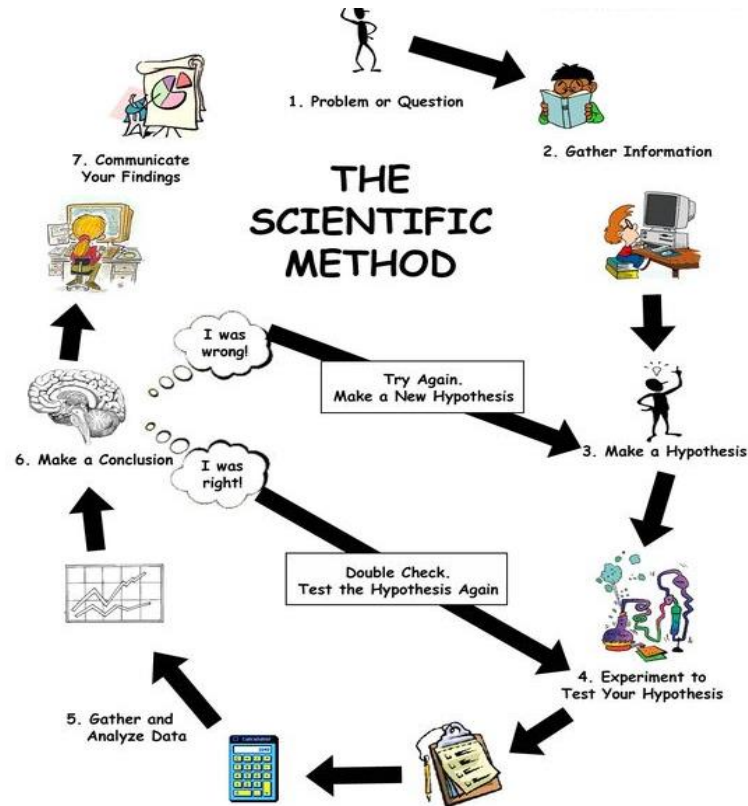 1. Problem or Question
2. Gather Information
7. Communicate
Your Findings
THE
SCIENTIFIC
METHOD
I was
wrong!
Try Again.
Make a New Hypothesis
3. Make a Hypothesis
6. Make a Conclusion
I was
right!
Double Check.
Test the Hypothesis Again
4. Experiment to
Test Your Hypothesis
5. Gather and
Analyze Data